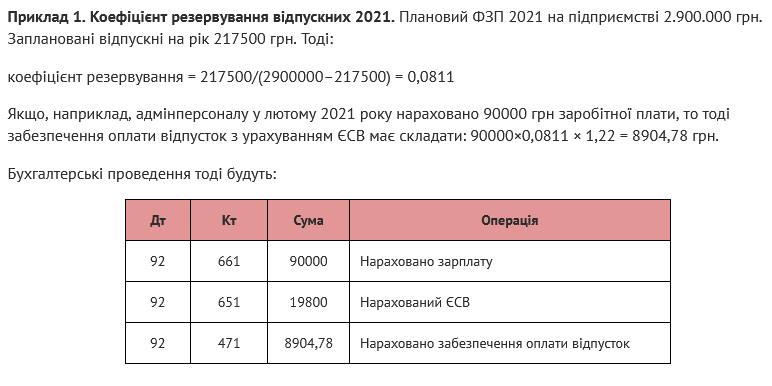 Приклад 1. Коефіцієнт резервування відпускних 2021. Плановий ФЗП 2021 на підприємстві 2.900.000 грн.
Заплановані відпускні на рік 217500 грн. Тоді:
коефіцієнт резервування = 217500/(2900000–217500) = 0,0811
Якщо, наприклад, адмінперсоналу у лютому 2021 року нараховано 90000 грн заробітної плати, то тоді
забезпечення оплати відпусток з урахуванням ЄСВ має складати: 90000×0,0811 × 1,22 = 8904,78 грн.
Бухгалтерські проведення тоді будуть:
Дт Кт Сума Операція
92 661 90000 Нараховано зарплату
92 651 19800 Нарахований ЄСВ
92 471 8904,78 Нараховано забезпечення оплати відпусток